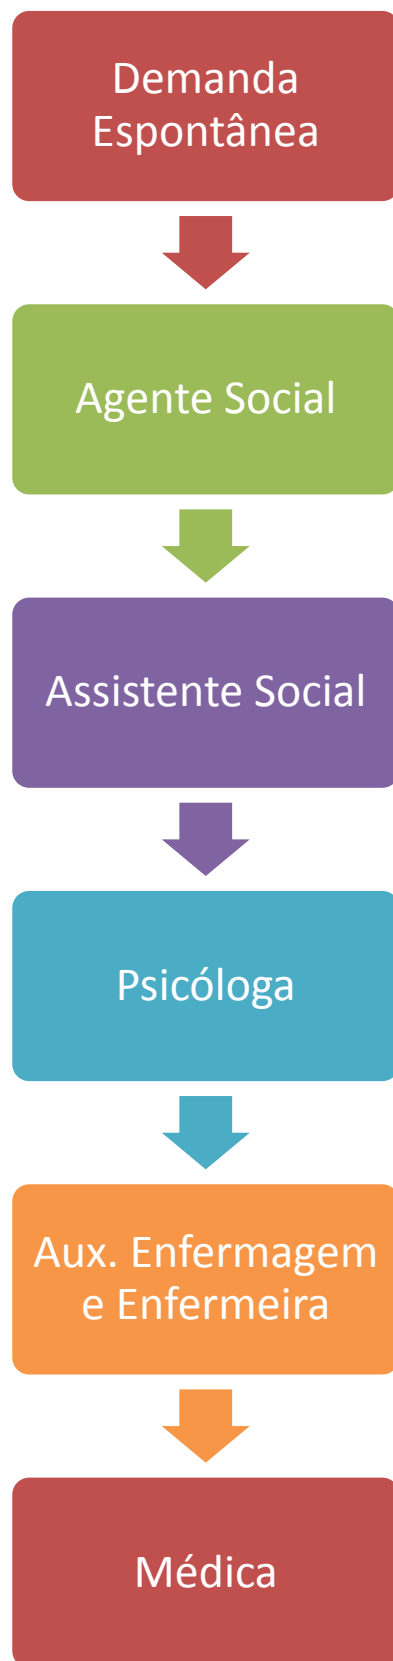 Demanda
Espontânea
Agente Social
Assistente Social
Psicóloga
Aux. Enfermagem
e Enfermeira
Médica